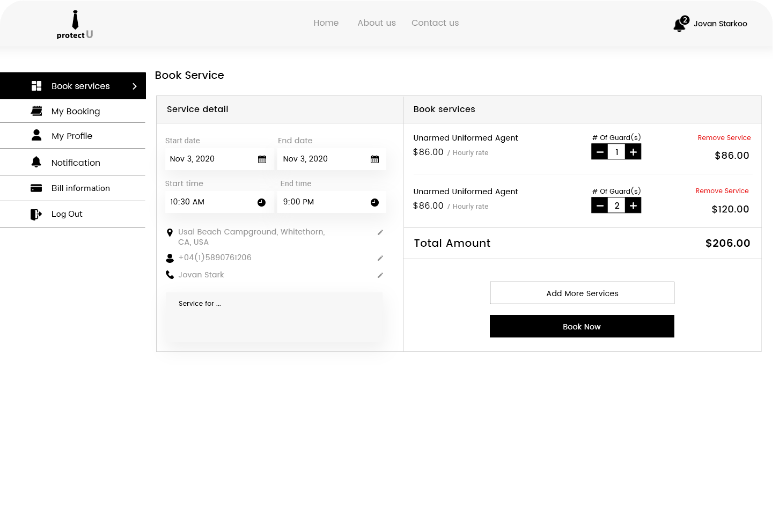 protect U
Home About us Contact us
2
Jovan Starkoo
Book services
My Booking
My Profile
Notification
Bill information
Log Out
Book Service
Service detail
Start date End date
Nov 3, 2020 Nov 3, 2020
Start time End time
10:30 AM 9:00 PM
Usal Beach Campground, Whitethorn,
CA, USA
+04(1)5890761206
Jovan Stark
Service for ...
Book services
Unarmed Uniformed Agent # Of Guard(s) Remove Service
$86.00 / Hourly rate − 1 + $86.00
Unarmed Uniformed Agent # Of Guard(s) Remove Service
$86.00 / Hourly rate − 2 + $120.00
Total Amount $206.00
Add More Services
Book Now